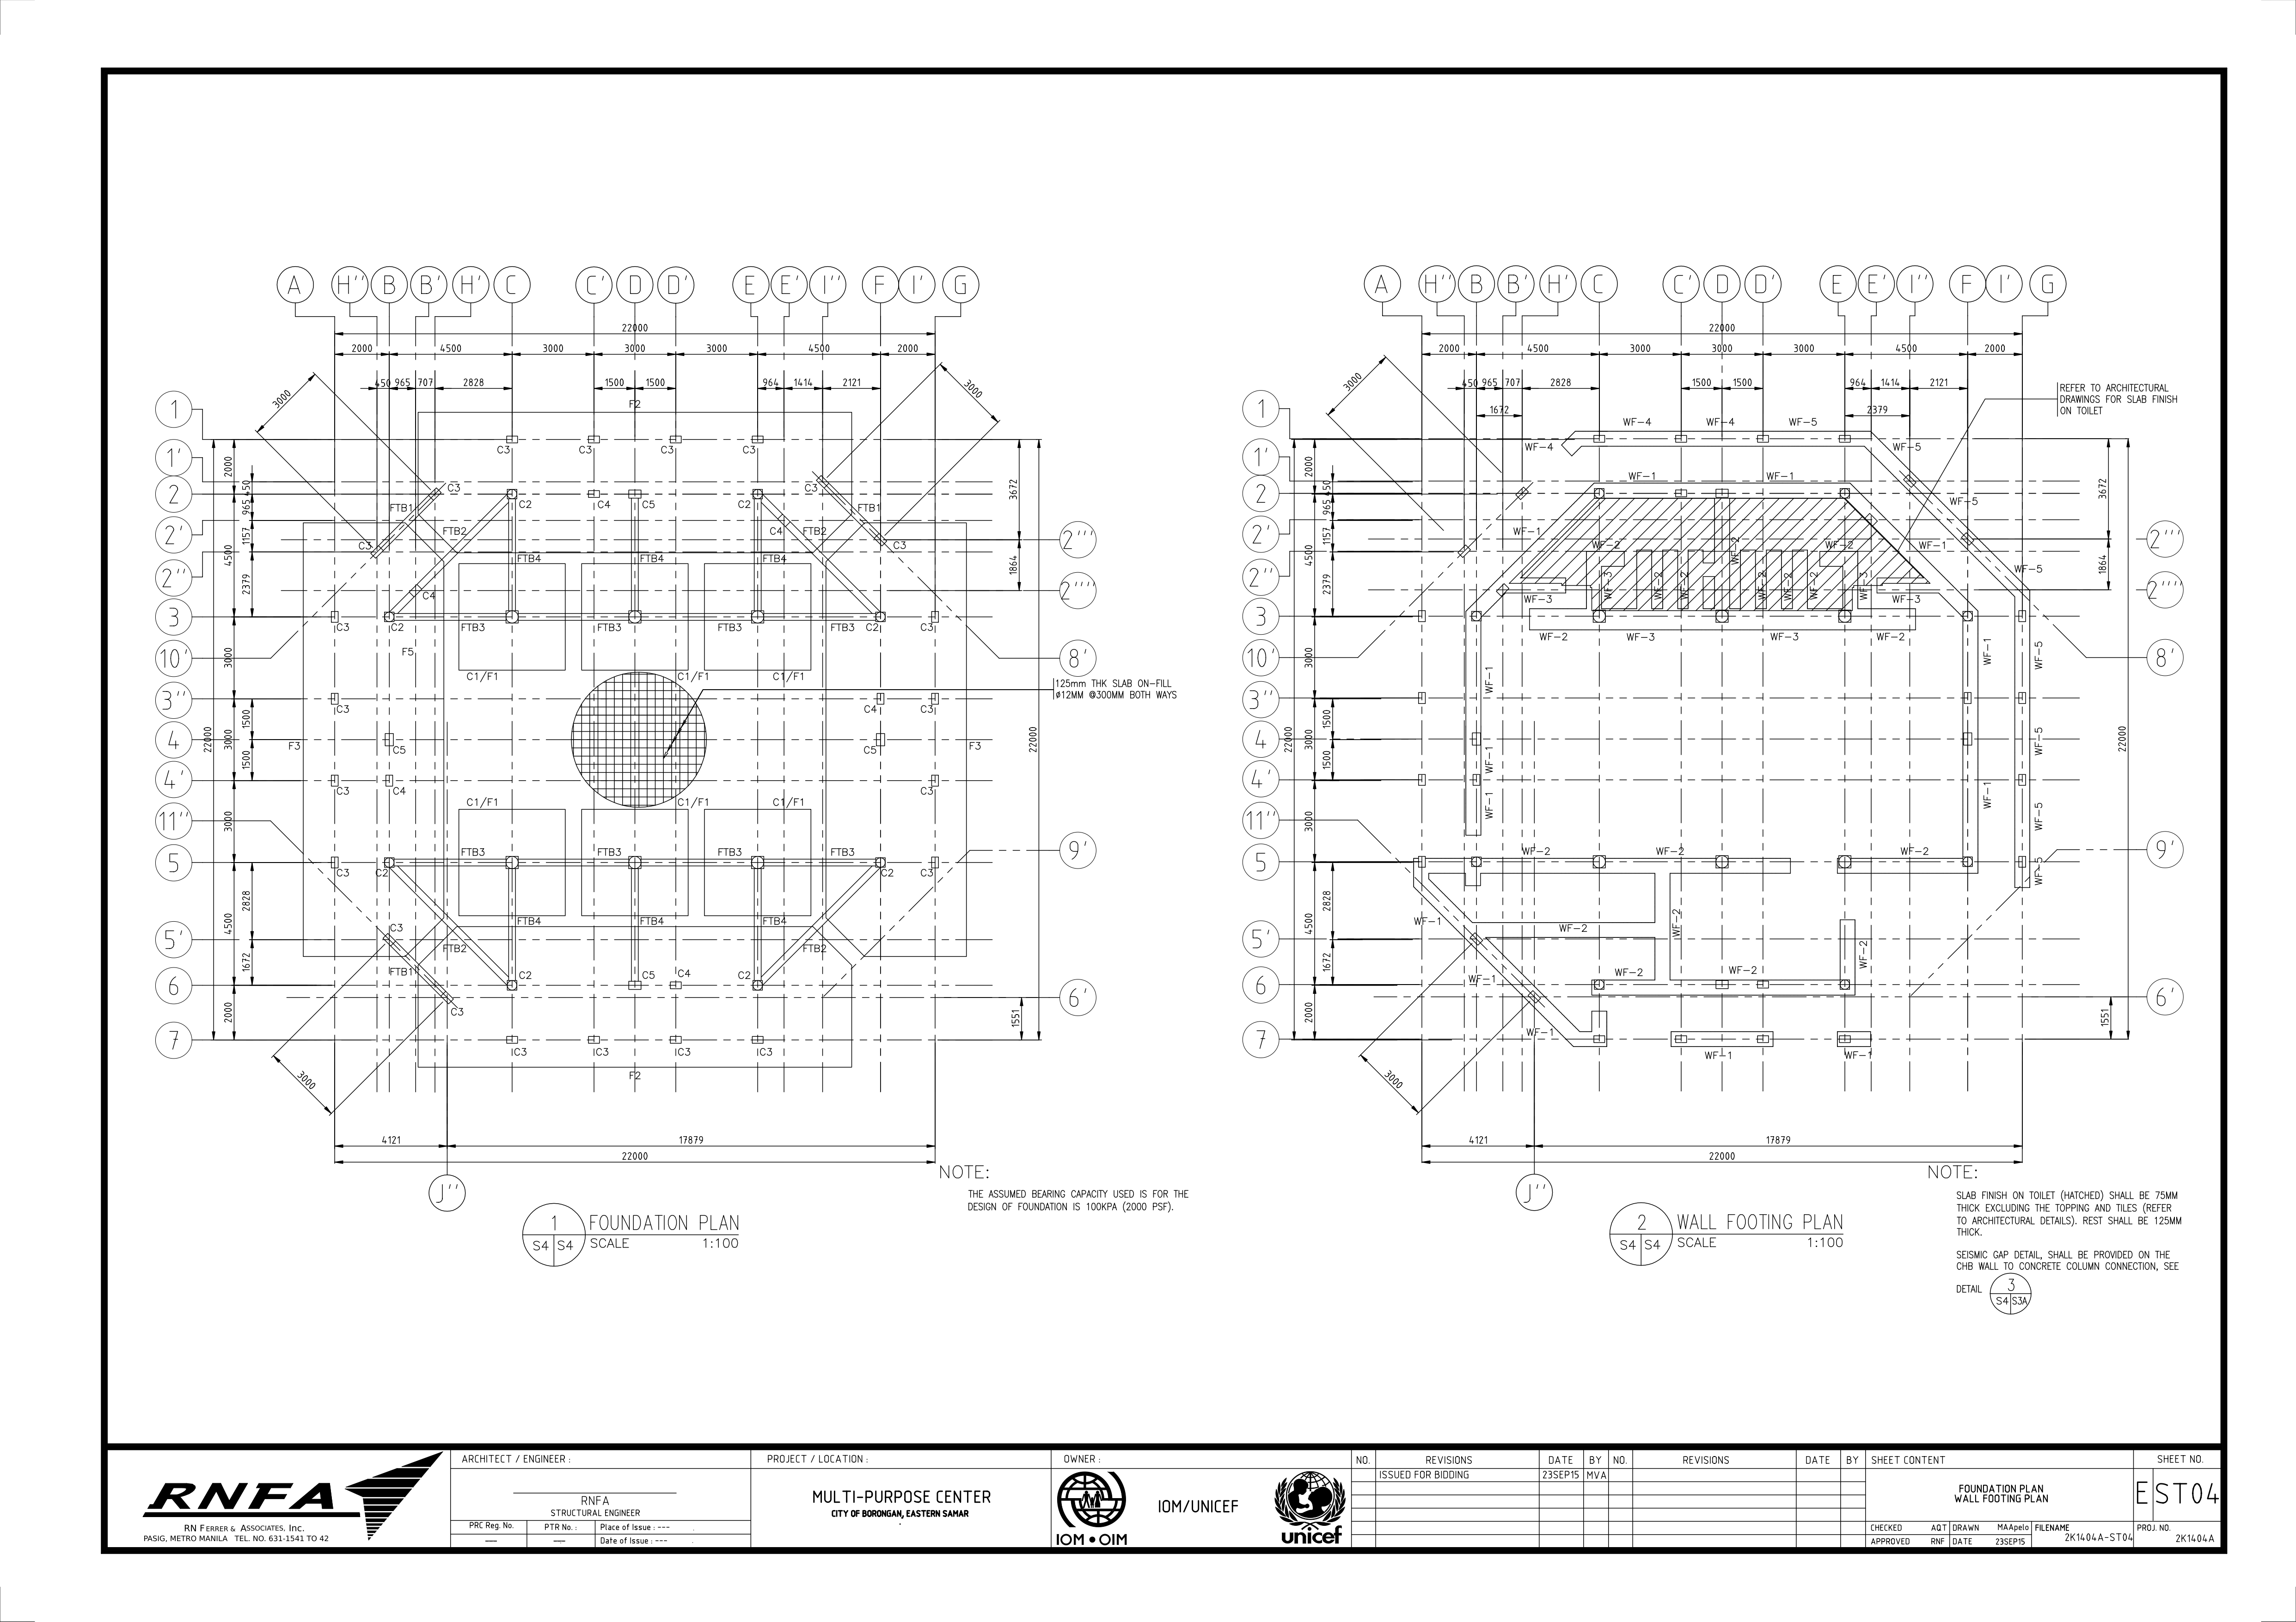 A H'' B B' H' C C' D D' E E' I'' F I' G
22000
2000 4500 3000 3000 3000 4500 2000
450 965 707 2828 1500 1500 964 1414 2121
3000
3000
F2
1
1'
2
2'
2''
3
10'
3''
4
4'
11''
5
5'
6
7
2000
450
965
1157
2379
4500
3000
1500
3000
1500
22000
3000
2828
4500
1672
2000
C3 C3 C3 C3
C3 C3
FTB1 C2 C4 C5 C2 FTB1
FTB2 C4 FTB2
C3 C3
FTB4 FTB4 FTB4
C4
C3 C2 FTB3 FTB3 FTB3 FTB3 C2 C3
F5
C1/F1 C1/F1 C1/F1
C3 C4 C3
F3 C5 C5 F3
C3 C4 C3
C1/F1 C1/F1 C1/F1
FTB3 FTB3 FTB3 FTB3
C3 C2 C2 C3
C3 FTB4 FTB4 FTB4
FTB2 FTB2
FTB1 C2 C5 C4 C2
C3
C3 C3 C3 C3
F2
3000
3672
1864
22000
1551
2'''
2''''
8'
9'
6'
125mm THK SLAB ON-FILL
ø12MM @300MM BOTH WAYS
4121 17879
22000
J''
NOTE:
THE ASSUMED BEARING CAPACITY USED IS FOR THE
DESIGN OF FOUNDATION IS 100KPA (2000 PSF).
1
S4 S4
FOUNDATION PLAN
SCALE 1:100
A H'' B B' H' C C' D D' E E' I'' F I' G
22000
2000 4500 3000 3000 3000 4500 2000
450 965 707 2828 1500 1500 964 1414 2121
1672 2379
3000
REFER TO ARCHITECTURAL
DRAWINGS FOR SLAB FINISH
ON TOILET
1
1'
2
2'
2''
3
10'
3''
4
4'
11''
5
5'
6
7
2000
450
965
1157
2379
4500
3000
1500
3000
1500
22000
3000
2828
4500
1672
2000
WF-4 WF-4 WF-5
WF-4 WF-5
WF-1 WF-1
WF-5
WF-1 WF-2 WF-2 WF-2 WF-1
WF-5
WF-3 WF-2 WF-2 WF-2 WF-2 WF-2 WF-3
WF-3 WF-3
WF-2 WF-3 WF-3 WF-2
WF-1 WF-1 WF-5
WF-1 WF-5
WF-1 WF-1 WF-5
WF-2 WF-2 WF-2 WF-5
WF-1 WF-2 WF-2
WF-2
WF-1 WF-2 WF-2
WF-1 WF-1 WF-1
3000
3672
1864
22000
1551
2'''
2''''
8'
9'
6'
4121 17879
22000
J''
2
S4 S4
WALL FOOTING PLAN
SCALE 1:100
NOTE:
SLAB FINISH ON TOILET (HATCHED) SHALL BE 75MM
THICK EXCLUDING THE TOPPING AND TILES (REFER
TO ARCHITECTURAL DETAILS). REST SHALL BE 125MM
THICK.
SEISMIC GAP DETAIL, SHALL BE PROVIDED ON THE
CHB WALL TO CONCRETE COLUMN CONNECTION, SEE
DETAIL 3
S4 S3A
RNFA
RN FERRER & ASSOCIATES, Inc.
PASIG, METRO MANILA TEL. NO. 631-1541 TO 42
ARCHITECT / ENGINEER :
RNFA
STRUCTURAL ENGINEER
PRC Reg. No. PTR No. : Place of Issue : ---
--- --- Date of Issue : ---
PROJECT / LOCATION :
MULTI-PURPOSE CENTER
CITY OF BORONGAN, EASTERN SAMAR
OWNER :
IOM•OIM
IOM/UNICEF
unicef
NO. REVISIONS DATE BY NO. REVISIONS DATE BY
ISSUED FOR BIDDING 23SEP15 MVA
SHEET CONTENT
FOUNDATION PLAN
WALL FOOTING PLAN
CHECKED AQT DRAWN MAApelo FILENAME
APPROVED RNF DATE 23SEP15 2K1404A-ST04
SHEET NO.
E ST04
PROJ. NO.
2K1404A